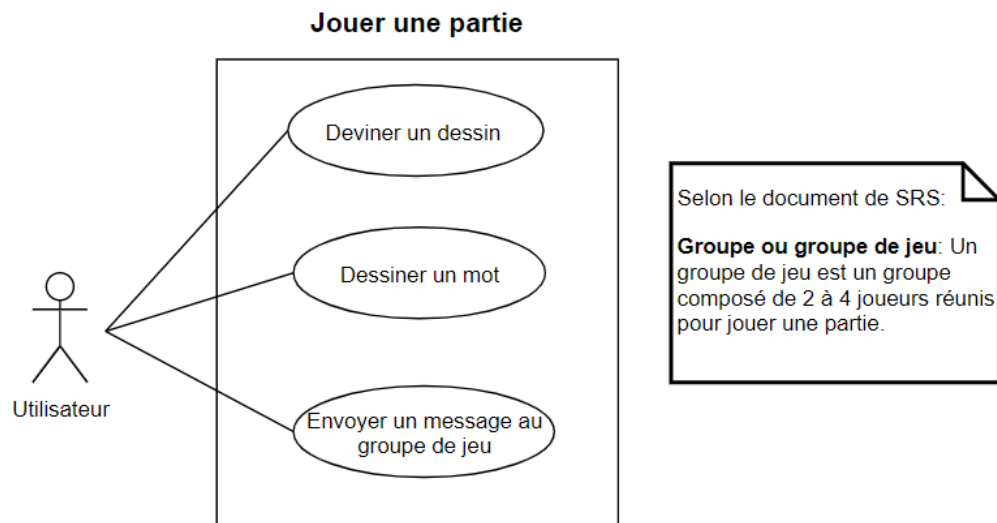 Jouer une partie
Deviner un dessin
Dessiner un mot
Envoyer un message au
groupe de jeu
Utilisateur
Selon le document de SRS:
Groupe ou groupe de jeu: Un
groupe de jeu est un groupe
composé de 2 à 4 joueurs réunis
pour jouer une partie.